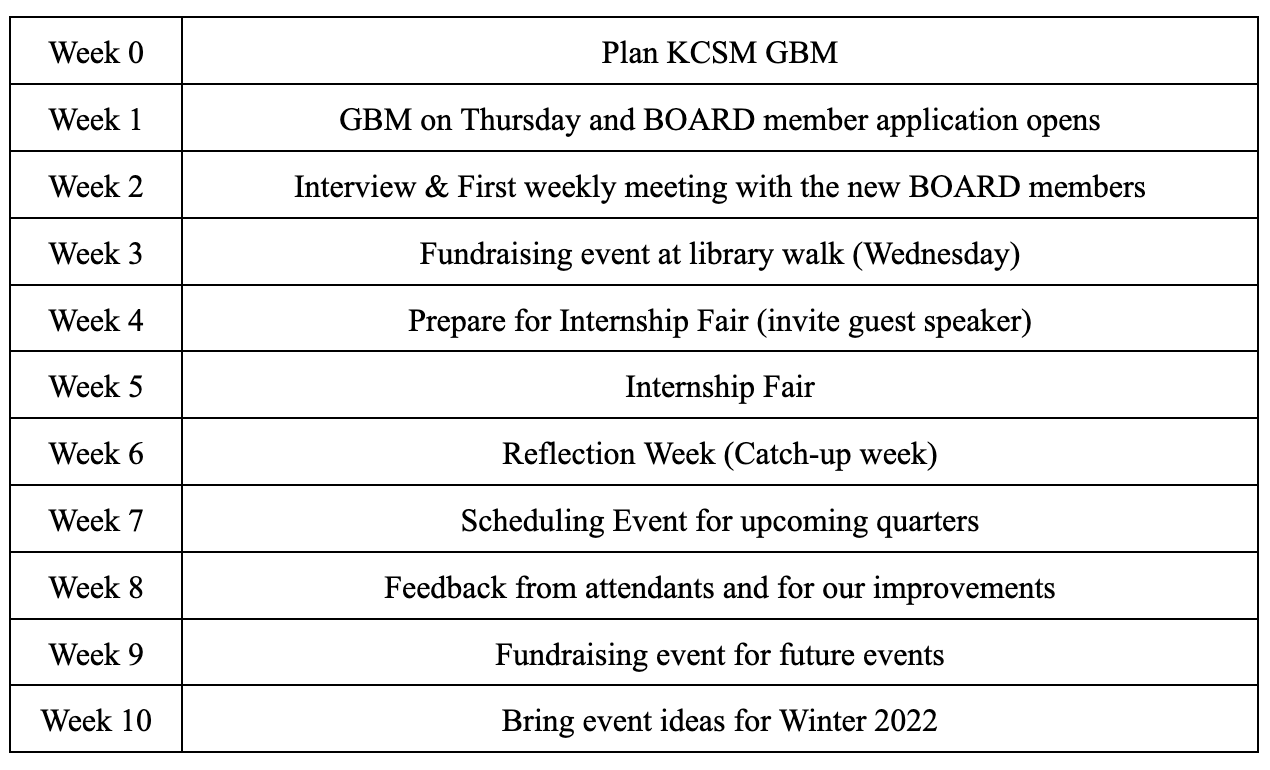 Week 0 Plan KCSM GBM
Week 1 GBM on Thursday and BOARD member application opens
Week 2 Interview & First weekly meeting with the new BOARD members
Week 3 Fundraising event at library walk (Wednesday)
Week 4 Prepare for Internship Fair (invite guest speaker)
Week 5 Internship Fair
Week 6 Reflection Week (Catch-up week)
Week 7 Scheduling Event for upcoming quarters
Week 8 Feedback from attendants and for our improvements
Week 9 Fundraising event for future events
Week 10 Bring event ideas for Winter 2022